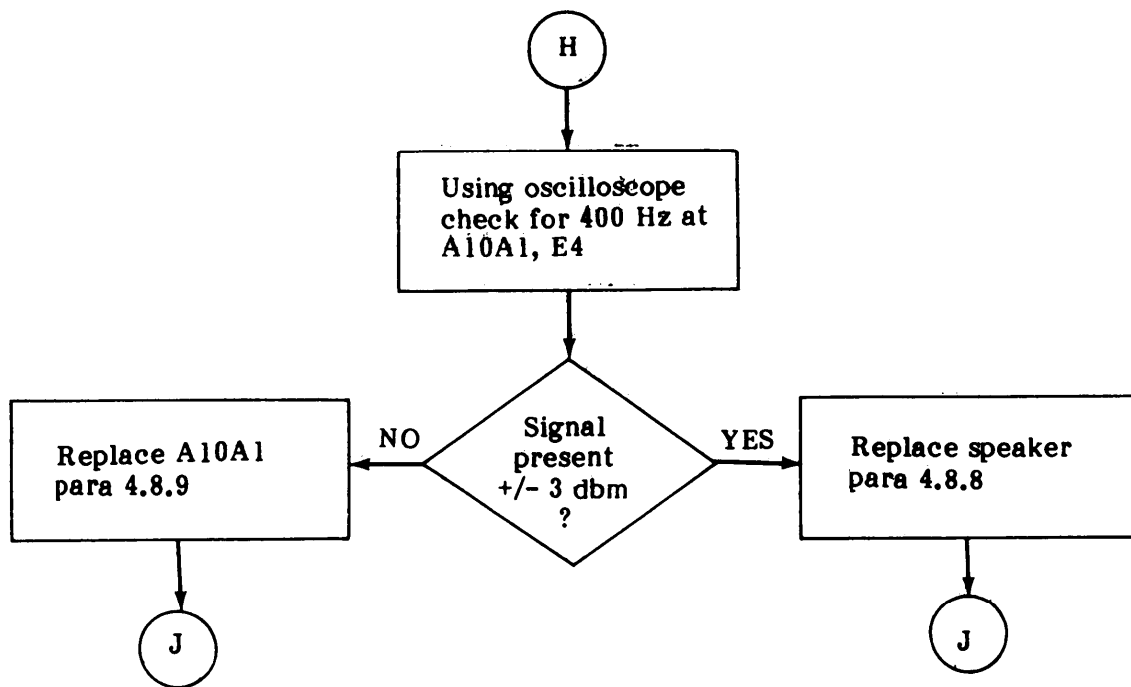 H
Using oscilloscope
check for 400 Hz at
A10A1, E4
Signal
present
+/- 3 dbm
?
NO
YES
Replace A10A1
para 4.8.9
Replace speaker
para 4.8.8
J
J